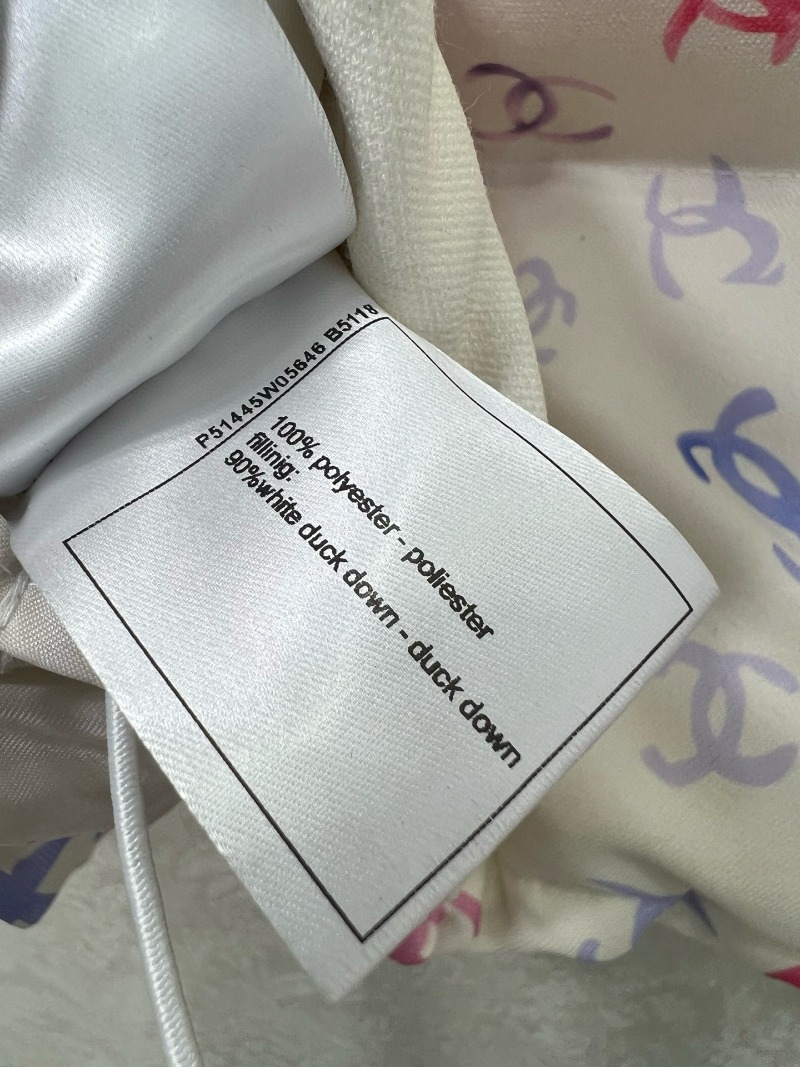 P51445W05646 B5118
100% polyester - poliester
fillinig:
90%white duck down - duck down